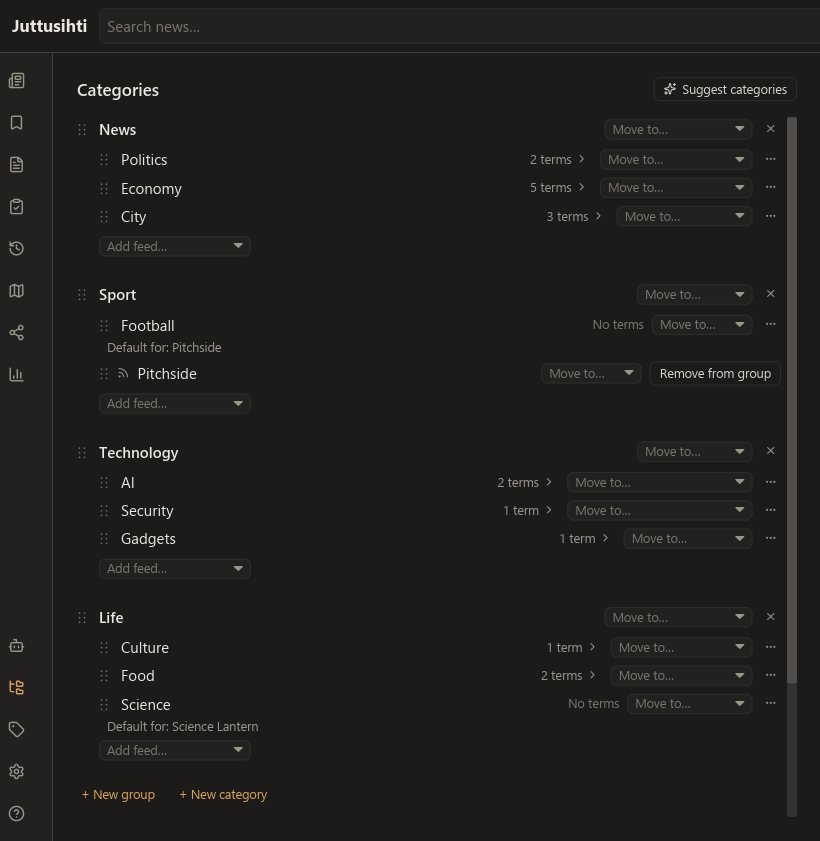 Juttusihti
Search news...
Categories
Suggest categories
News
Move to...
Politics
2 terms
Move to...
Economy
5 terms
Move to...
City
3 terms
Move to...
Add feed...
Sport
Move to...
Football
No terms
Move to...
Default for: Pitchside
Pitchside
Move to...
Remove from group
Add feed...
Technology
Move to...
AI
2 terms
Move to...
Security
1 term
Move to...
Gadgets
1 term
Move to...
Add feed...
Life
Move to...
Culture
1 term
Move to...
Food
2 terms
Move to...
Science
No terms
Move to...
Default for: Science Lantern
Add feed...
+ New group
+ New category